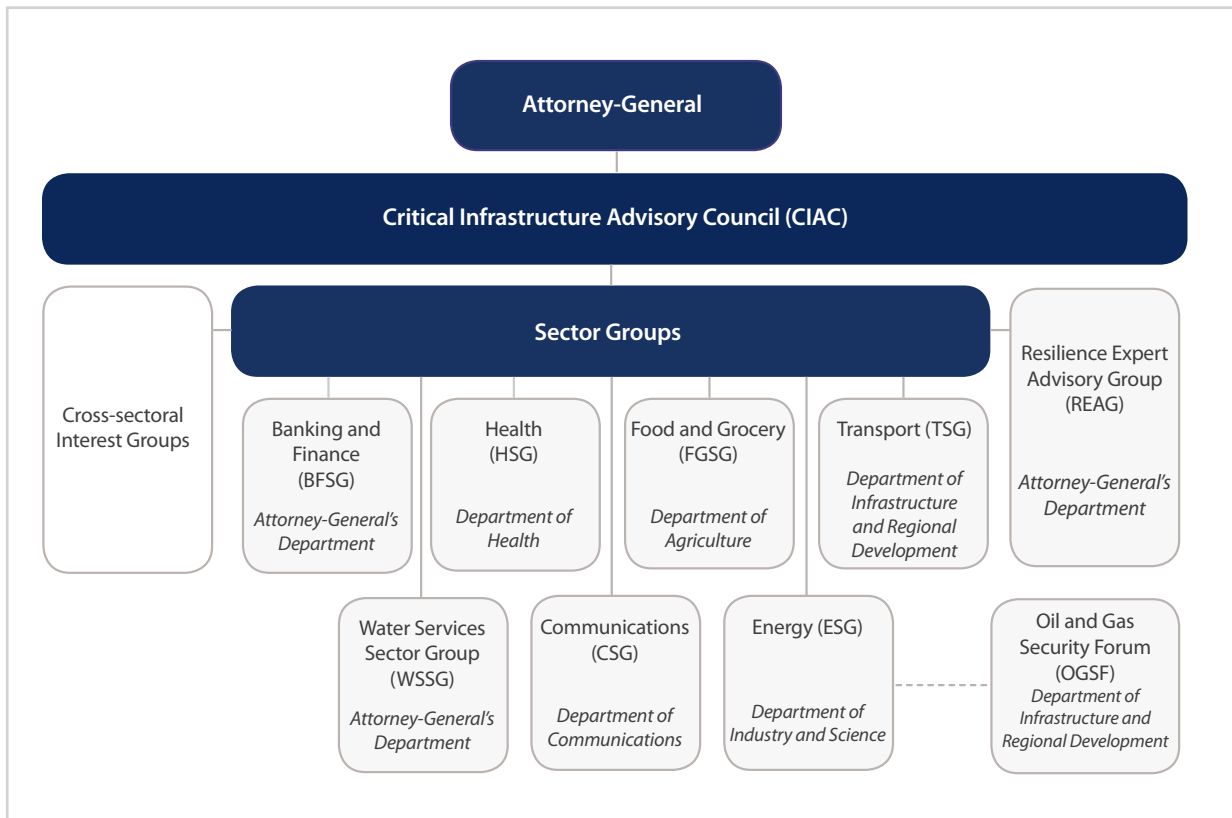 Attorney-General
Critical Infrastructure Advisory Council (CIAC)
Sector Groups
Cross-sectoral
Interest Groups
Resilience Expert
Advisory Group
(REAG)
Attorney-General’s
Department
Banking and
Finance
(BFSG)
Attorney-General’s
Department
Health
(HSG)
Department of
Health
Food and Grocery
(FGSG)
Department of
Agriculture
Transport (TSG)
Department of
Infrastructure
and Regional
Development
Water Services
Sector Group
(WSSG)
Attorney-General’s
Department
Communications
(CSG)
Department of
Communications
Energy (ESG)
Department of
Industry and Science
Oil and Gas
Security Forum
(OGSF)
Department of
Infrastructure and
Regional Development